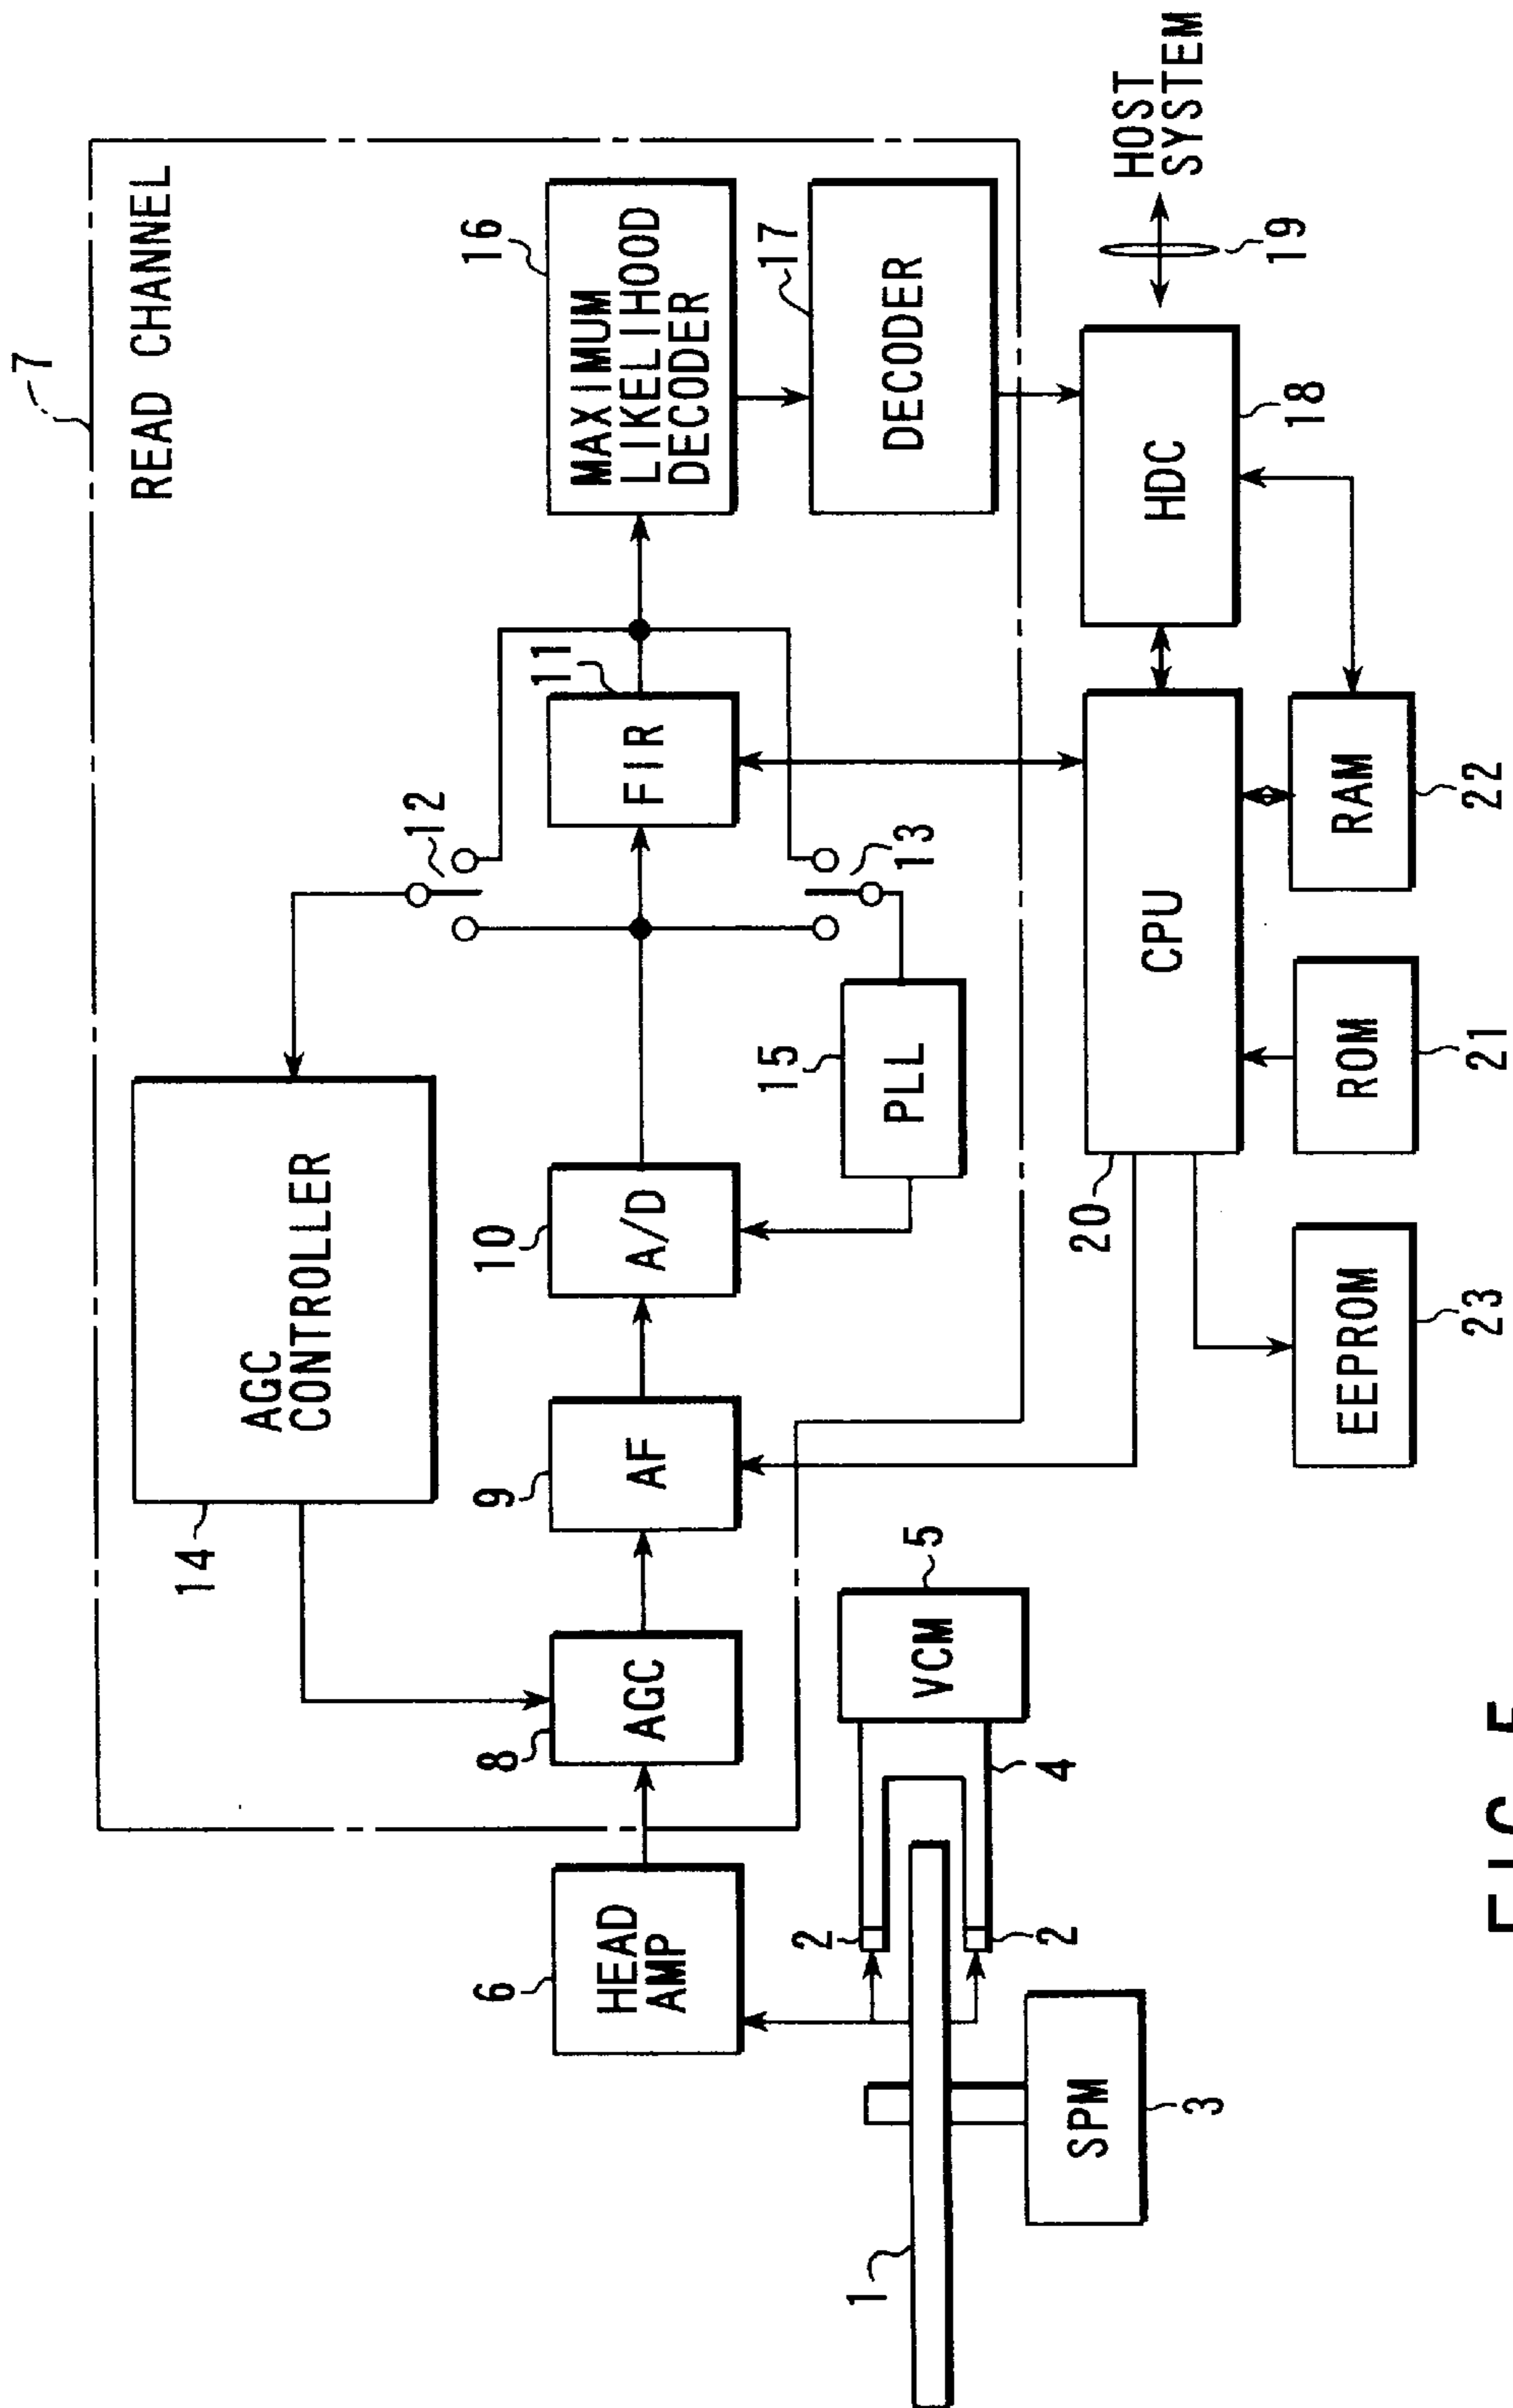 7
READ CHANNEL
AGC
CONTROLLER
14
12
16
MAXIMUM
LIKELIHOOD
DECODER
11
FIR
10
A/D
9
AF
8
AGC
6
HEAD
AMP
13
15
PLL
17
DECODER
2
VCM
5
4
2
1
SPM
3
20
CPU
HDC
18
HOST
SYSTEM
19
EEPROM
23
ROM
21
RAM
22